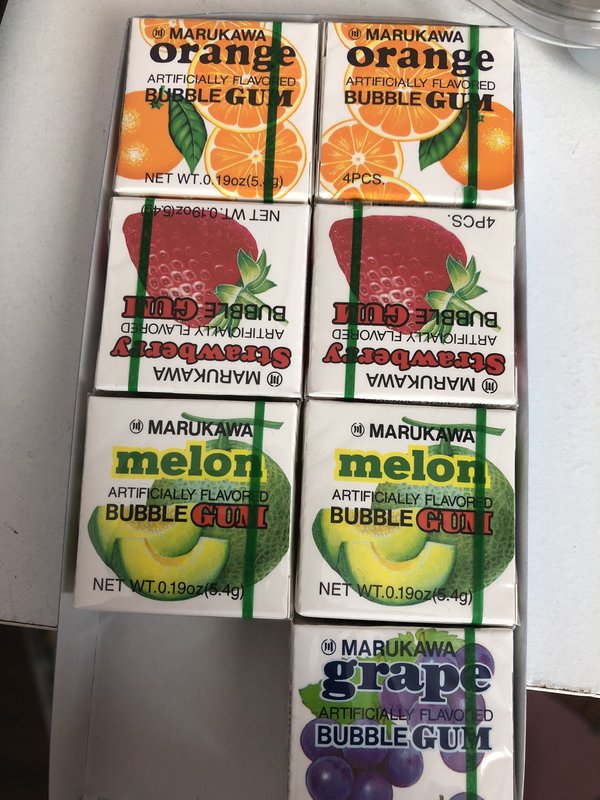 MARUKAWA
orange
ARTIFICIALLY FLAVORED
BUBBLE GUM
NET WT.0.19oz(5.4g)
MARUKAWA
orange
ARTIFICIALLY FLAVORED
BUBBLE GUM
4PCS.
MARUKAWA
Strawberry
ARTIFICIALLY FLAVORED
BUBBLE GUM
NET WT.0.19oz(5.4g)
MARUKAWA
Strawberry
ARTIFICIALLY FLAVORED
BUBBLE GUM
4PCS.
MARUKAWA
melon
ARTIFICIALLY FLAVORED
BUBBLE GUM
NET WT.0.19oz(5.4g)
MARUKAWA
melon
ARTIFICIALLY FLAVORED
BUBBLE GUM
NET WT.0.19oz(5.4g)
MARUKAWA
grape
ARTIFICIALLY FLAVORED
BUBBLE GUM